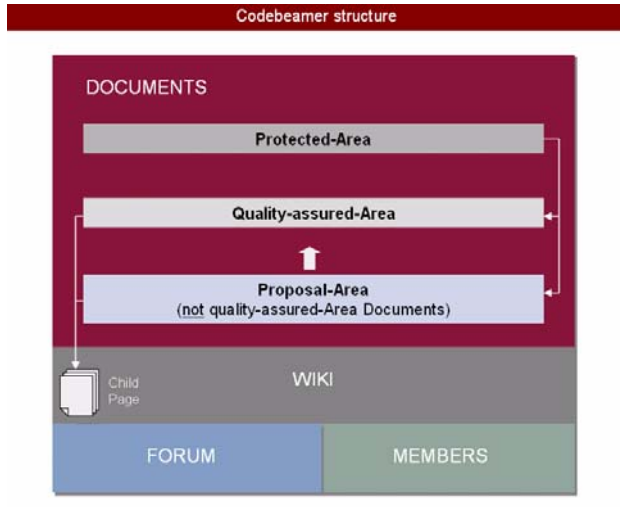 Codebeamer structure
DOCUMENTS
Protected-Area
Quality-assured-Area
Proposal-Area
(not quality-assured-Area Documents)
WIKI
Child
Page
FORUM
MEMBERS